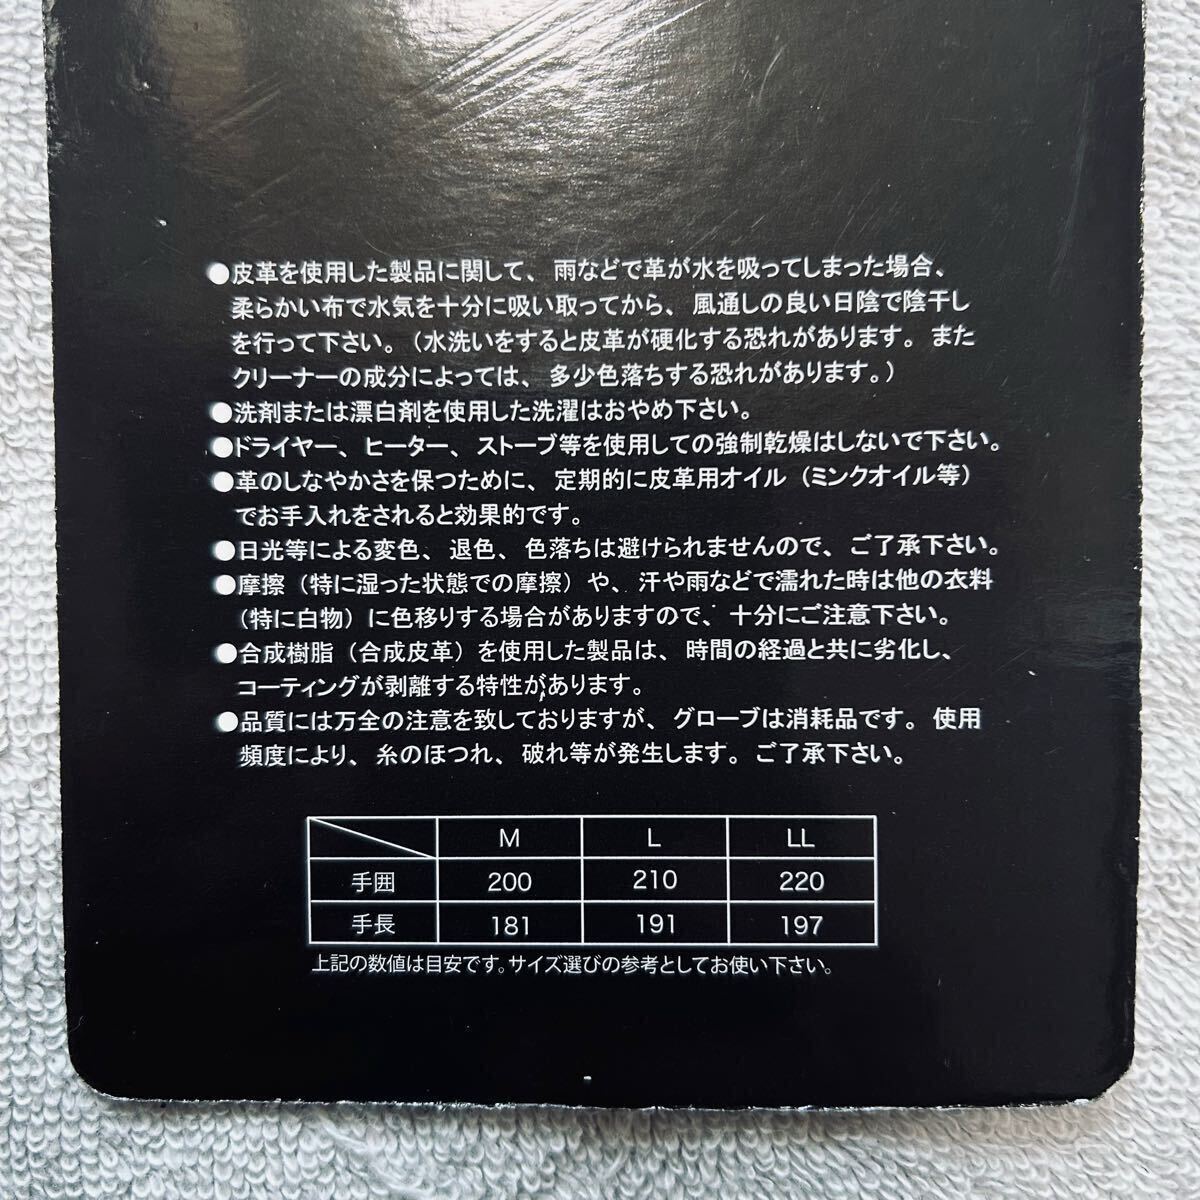 ●皮革を使用した製品に関して、雨などで革が水を吸ってしまった場合、
柔らかい布で水気を十分に吸い取ってから、風通しの良い日陰で陰干し
を行って下さい。（水洗いをすると皮革が硬化する恐れがあります。また
クリーナーの成分によっては、多少色落ちする恐れがあります。）
●洗剤または漂白剤を使用した洗濯はおやめ下さい。
●ドライヤー、ヒーター、ストーブ等を使用しての強制乾燥はしないで下さい。
●革のしなやかさを保つために、定期的に皮革用オイル（ミンクオイル等）
でお手入れをされると効果的です。
●日光等による変色、退色、色落ちは避けられませんので、ご了承下さい。
●摩擦（特に湿った状態での摩擦）や、汗や雨などで濡れた時は他の衣料
（特に白物）に色移りする場合がありますので、十分にご注意下さい。
●合成樹脂（合成皮革）を使用した製品は、時間の経過と共に劣化し、
コーティングが剥離する特性があります。
●品質には万全の注意を致しておりますが、グローブは消耗品です。使用
頻度により、糸のほつれ、破れ等が発生します。ご了承下さい。
M L LL
手囲 200 210 220
手長 181 191 197
上記の数値は目安です。サイズ選びの参考としてお使い下さい。